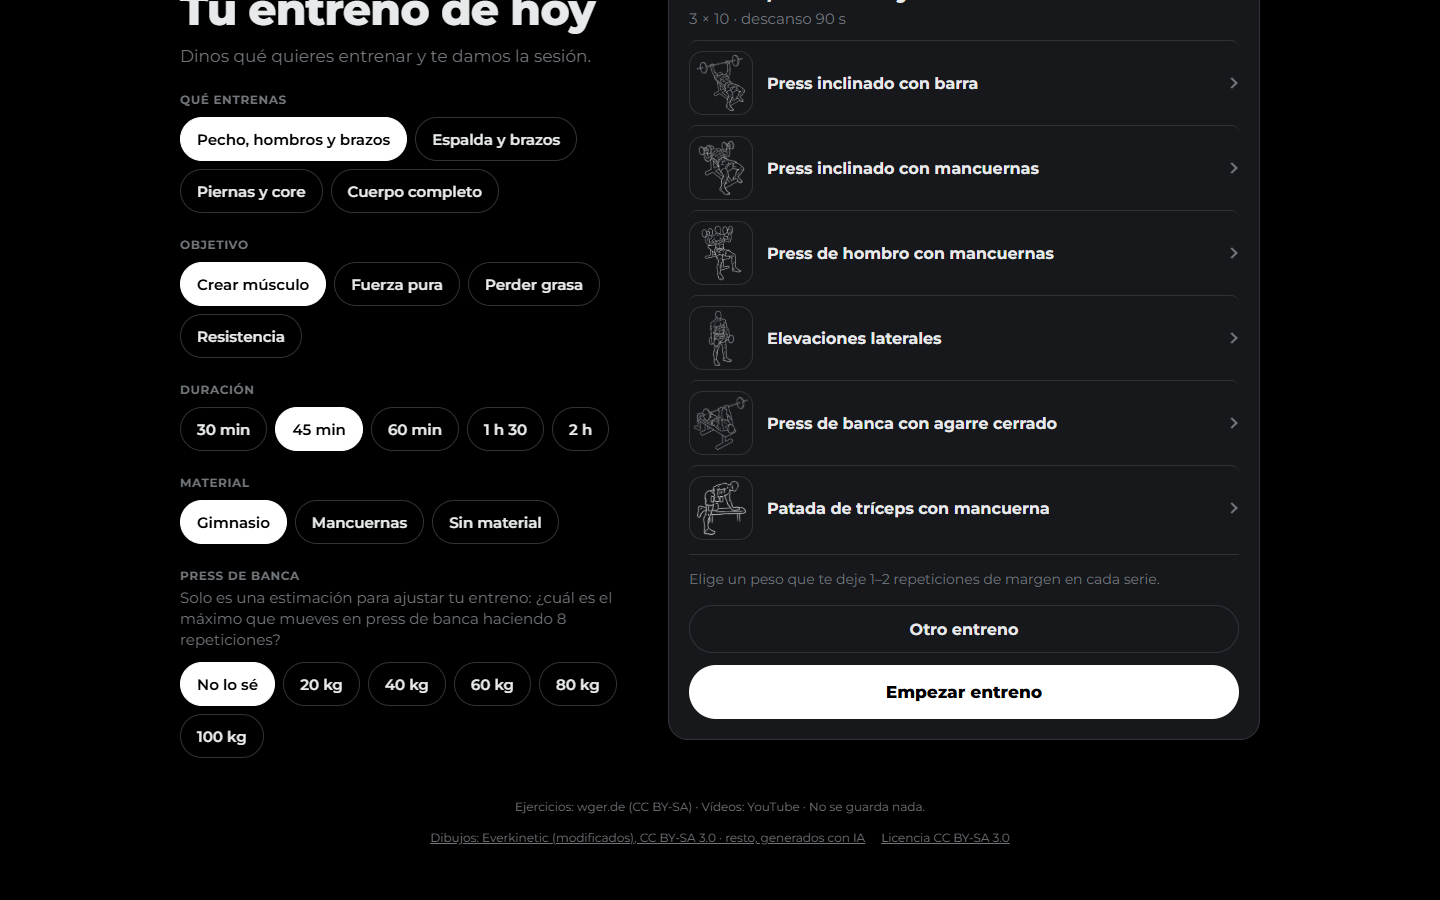 Tu entreno de hoy
Dinos qué quieres entrenar y te damos la sesión.
QUÉ ENTRENAS
Pecho, hombros y brazos
Espalda y brazos
Piernas y core
Cuerpo completo
OBJETIVO
Crear músculo
Fuerza pura
Perder grasa
Resistencia
DURACIÓN
30 min
45 min
60 min
1 h 30
2 h
MATERIAL
Gimnasio
Mancuernas
Sin material
PRESS DE BANCA
Solo es una estimación para ajustar tu entreno: ¿cuál es el
máximo que mueves en press de banca haciendo 8
repeticiones?
No lo sé
20 kg
40 kg
60 kg
80 kg
100 kg
3 × 10 · descanso 90 s
Press inclinado con barra
Press inclinado con mancuernas
Press de hombro con mancuernas
Elevaciones laterales
Press de banca con agarre cerrado
Patada de tríceps con mancuerna
Elige un peso que te deje 1–2 repeticiones de margen en cada serie.
Otro entreno
Empezar entreno
Ejercicios: wger.de (CC BY-SA) · Vídeos: YouTube · No se guarda nada.
Dibujos: Everkinetic (modificados), CC BY-SA 3.0 · resto, generados con IA
Licencia CC BY-SA 3.0